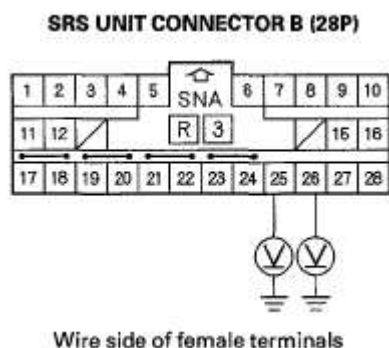 SRS UNIT CONNECTOR B (28P)
1 2 3 4 5 6 7 8 9 10
SNA
11 12 R 3 15 16
17 18 19 20 21 22 23 24 25 26 27 28
V V
Wire side of female terminals